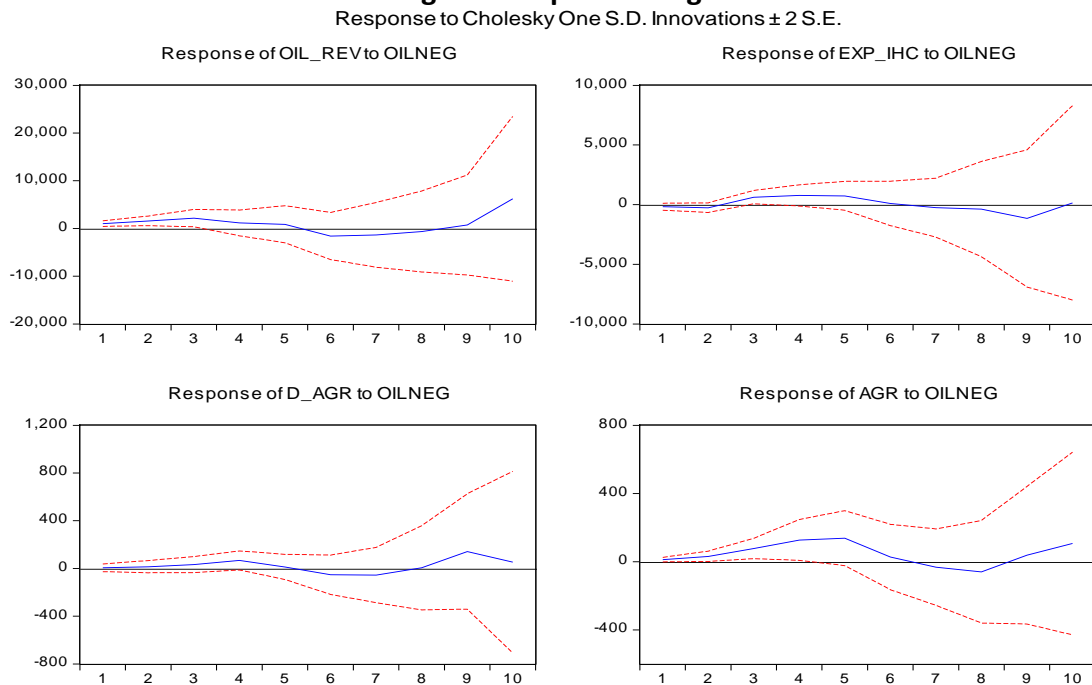 Response to Cholesky One S.D. Innovations ± 2 S.E.
Response of OIL_REV to OILNEG
30,000
20,000
10,000
0
-10,000
-20,000
1 2 3 4 5 6 7 8 9 10
Response of EXP_IHC to OILNEG
10,000
5,000
0
-5,000
-10,000
1 2 3 4 5 6 7 8 9 10
Response of D_AGR to OILNEG
1,200
800
400
0
-400
-800
1 2 3 4 5 6 7 8 9 10
Response of AGR to OILNEG
800
400
0
-400
1 2 3 4 5 6 7 8 9 10